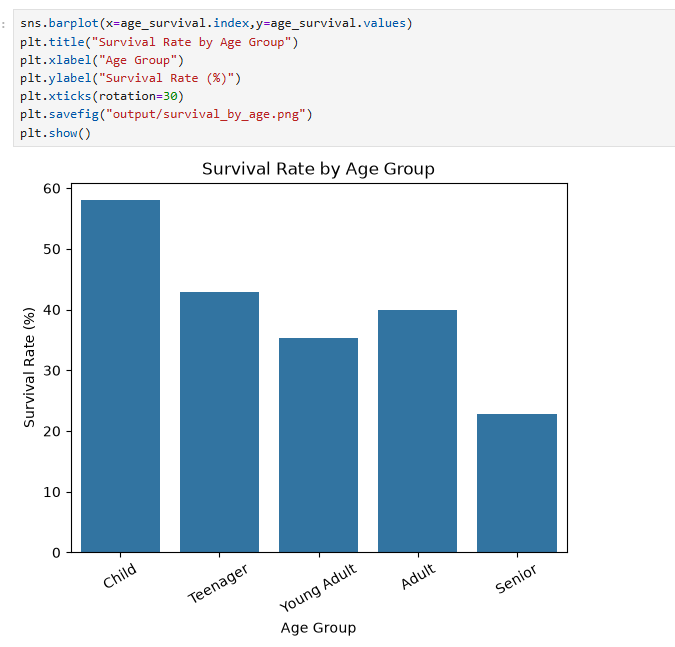 :
sns.barplot(x=age_survival.index,y=age_survival.values)
plt.title("Survival Rate by Age Group")
plt.xlabel("Age Group")
plt.ylabel("Survival Rate (%)")
plt.xticks(rotation=30)
plt.savefig("output/survival_by_age.png")
plt.show()
Survival Rate by Age Group
Survival Rate (%)
60
50
40
30
20
10
0
Child
Teenager
Young Adult
Adult
Senior
Age Group